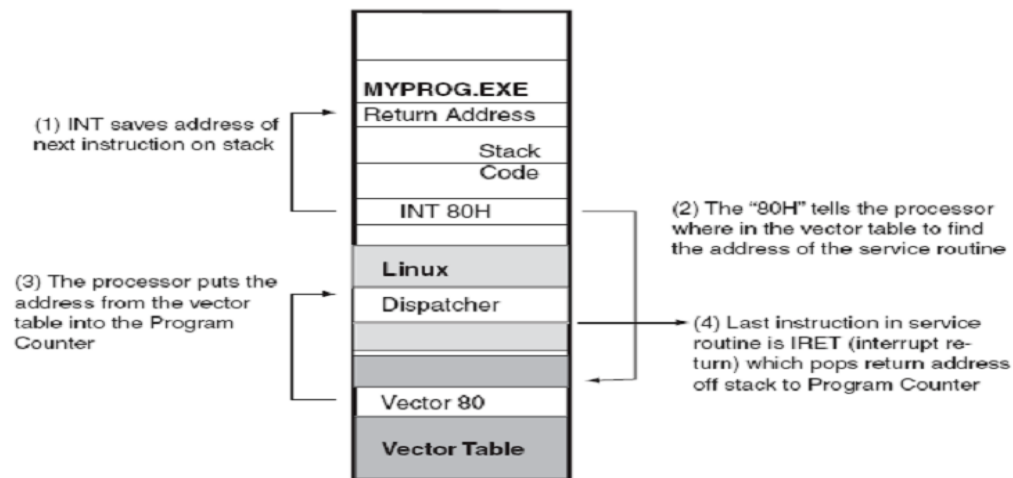 MYPROG.EXE
Return Address
(1) INT saves address of
next instruction on stack
Stack
Code
INT 80H
(2) The “80H” tells the processor
where in the vector table to find
the address of the service routine
Linux
(3) The processor puts the
address from the vector
table into the Program
Counter
Dispatcher
(4) Last instruction in service
routine is IRET (interrupt re-
turn) which pops return address
off stack to Program Counter
Vector 80
Vector Table